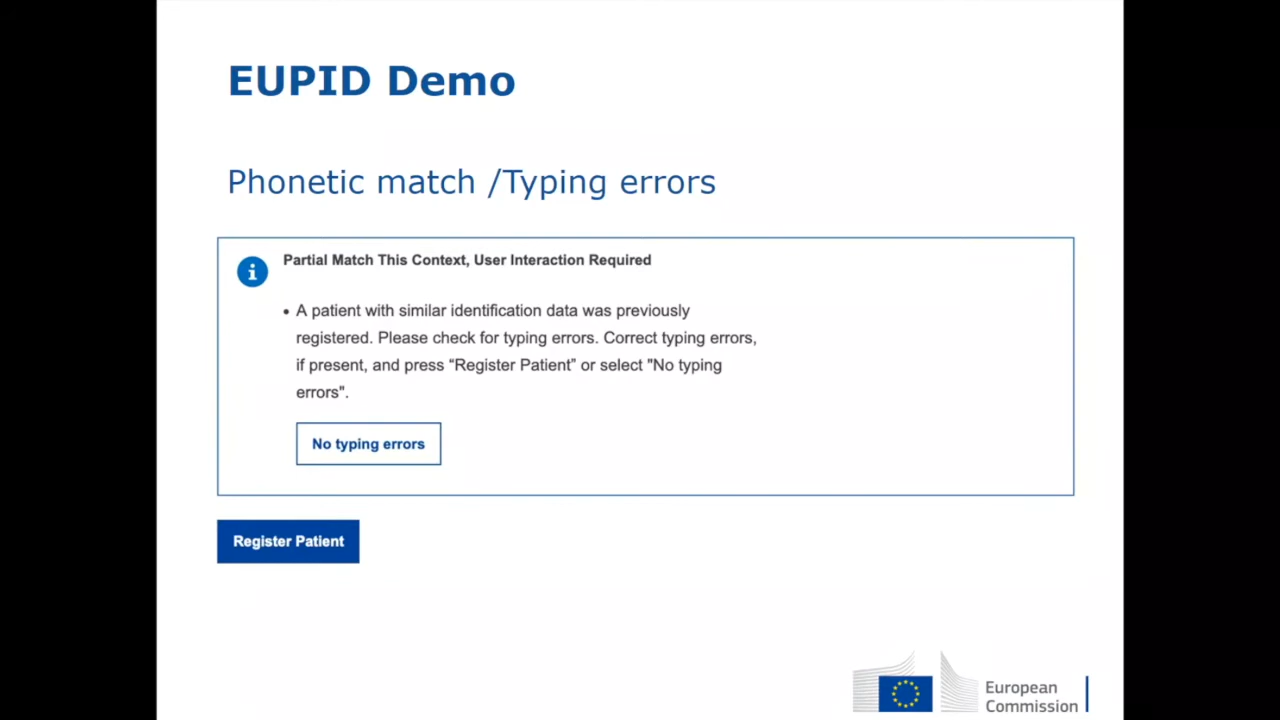 EUPID Demo
Phonetic match /Typing errors
Partial Match This Context, User Interaction Required
• A patient with similar identification data was previously
registered. Please check for typing errors. Correct typing errors,
if present, and press “Register Patient” or select "No typing
errors".
No typing errors
Register Patient
European
Commission